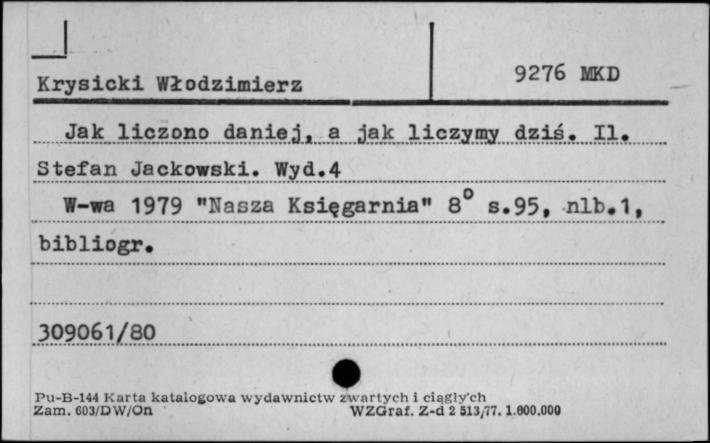 Krysicki Włodzimierz 9276 MKD
Jak liczono daniej, a jak liczymy dziś. Il.
Stefan Jackowski. Wyd.4
W-wa 1979 "Nasza Księgarnia" 8° s.95, nlb.1,
bibliogr.
309061/80
Pu-B-144 Karta katalogowa wydawnictw zwartych i ciągłych
Zam. 603/DW/On WZGraf. Z-d 2 513/77. 1.000.000